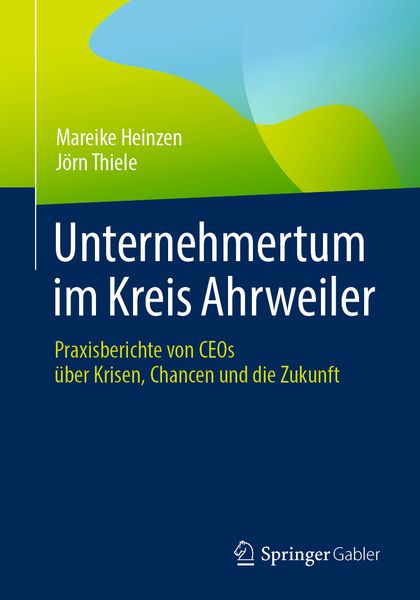 Mareike Heinzen
Jörn Thiele
Unternehmertum
im Kreis Ahrweiler
Praxisberichte von CEOs
über Krisen, Chancen und die Zukunft
Springer Gabler